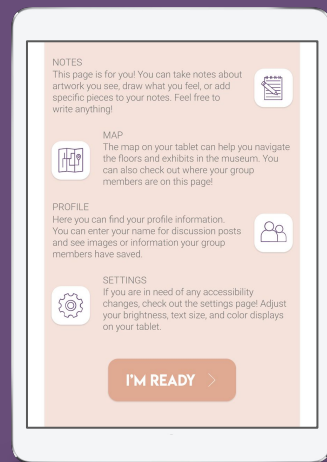 NOTES
This page is for you! You can take notes about
artwork you see, draw what you feel, or add
specific pieces to your notes. Feel free to
write anything!
MAP
The map on your tablet can help you navigate
the floors and exhibits in the museum. You
can also check out where your group
members are on this page!
PROFILE
Here you can find your profile information.
You can enter your name for discussion posts
and see images or information your group
members have saved.
SETTINGS
If you are in need of any accessibility
changes, check out the settings page! Adjust
your brightness, text size, and color displays
on your tablet.
I'M READY